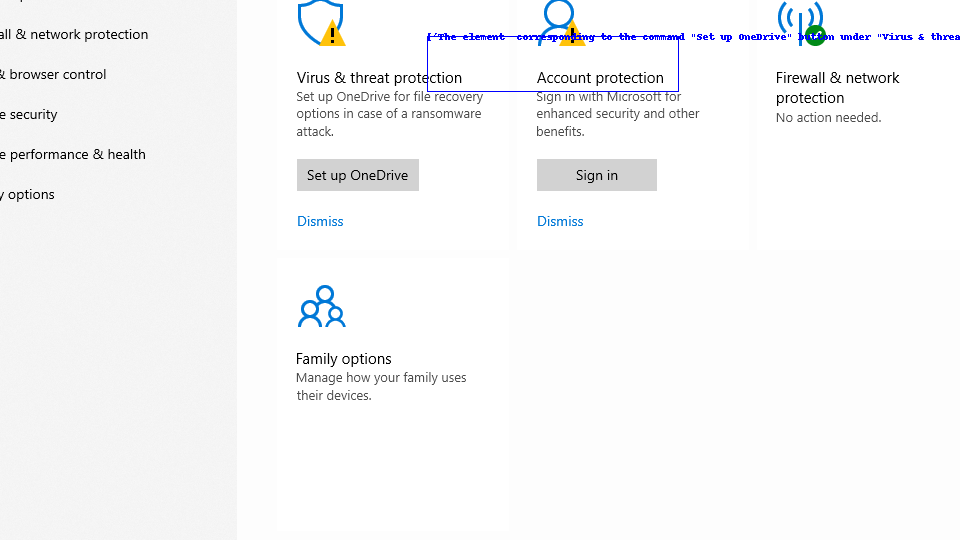 all & network protection
& browser control
e security
e performance & health
y options
['The element corresponding to the command "Set up OneDrive" button under "Virus & threa
Virus & threat protection
Set up OneDrive for file recovery
options in case of a ransomware
attack.
Set up OneDrive
Dismiss
Account protection
Sign in with Microsoft for
enhanced security and other
benefits.
Sign in
Dismiss
Firewall & network
protection
No action needed.
Family options
Manage how your family uses
their devices.